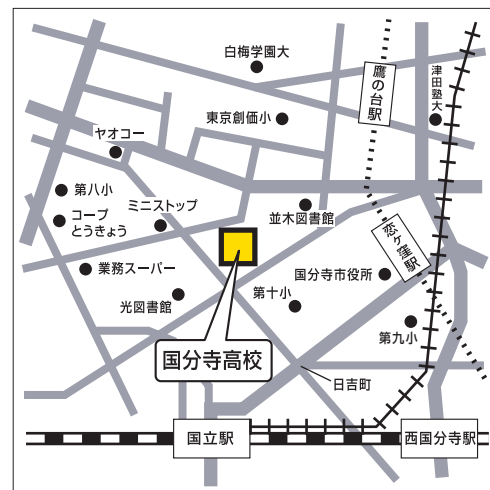 白梅学園大
鷹の台駅
津田塾大
東京創価小
ヤオコー
第八小
ミニストップ
コープ
とうきょう
並木図書館
恋ヶ窪駅
業務スーパー
国分寺市役所
光図書館
第十小
第九小
国分寺高校
日吉町
国立駅
西国分寺駅